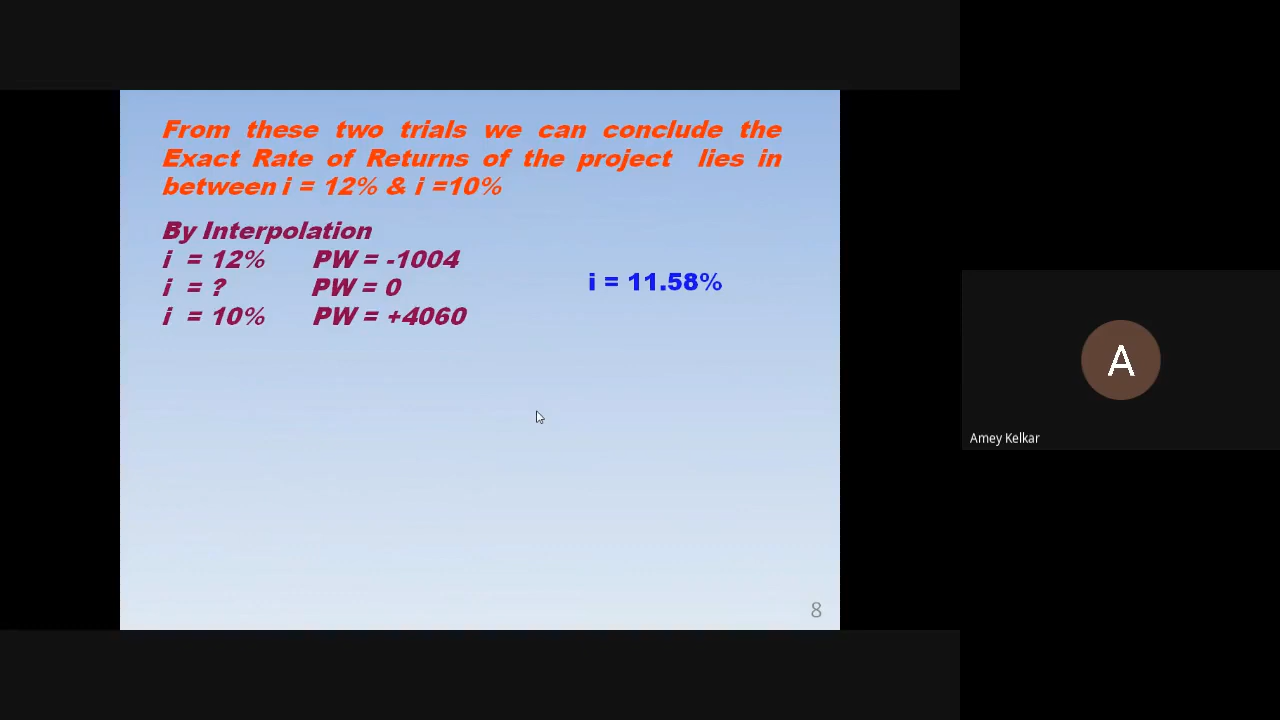 From these two trials we can conclude the
Exact Rate of Returns of the project lies in
between i = 12% & i =10%
By Interpolation
i = 12% PW = -1004
i = ? PW = 0
i = 11.58%
i = 10% PW = +4060
8
A
Amey Kelkar